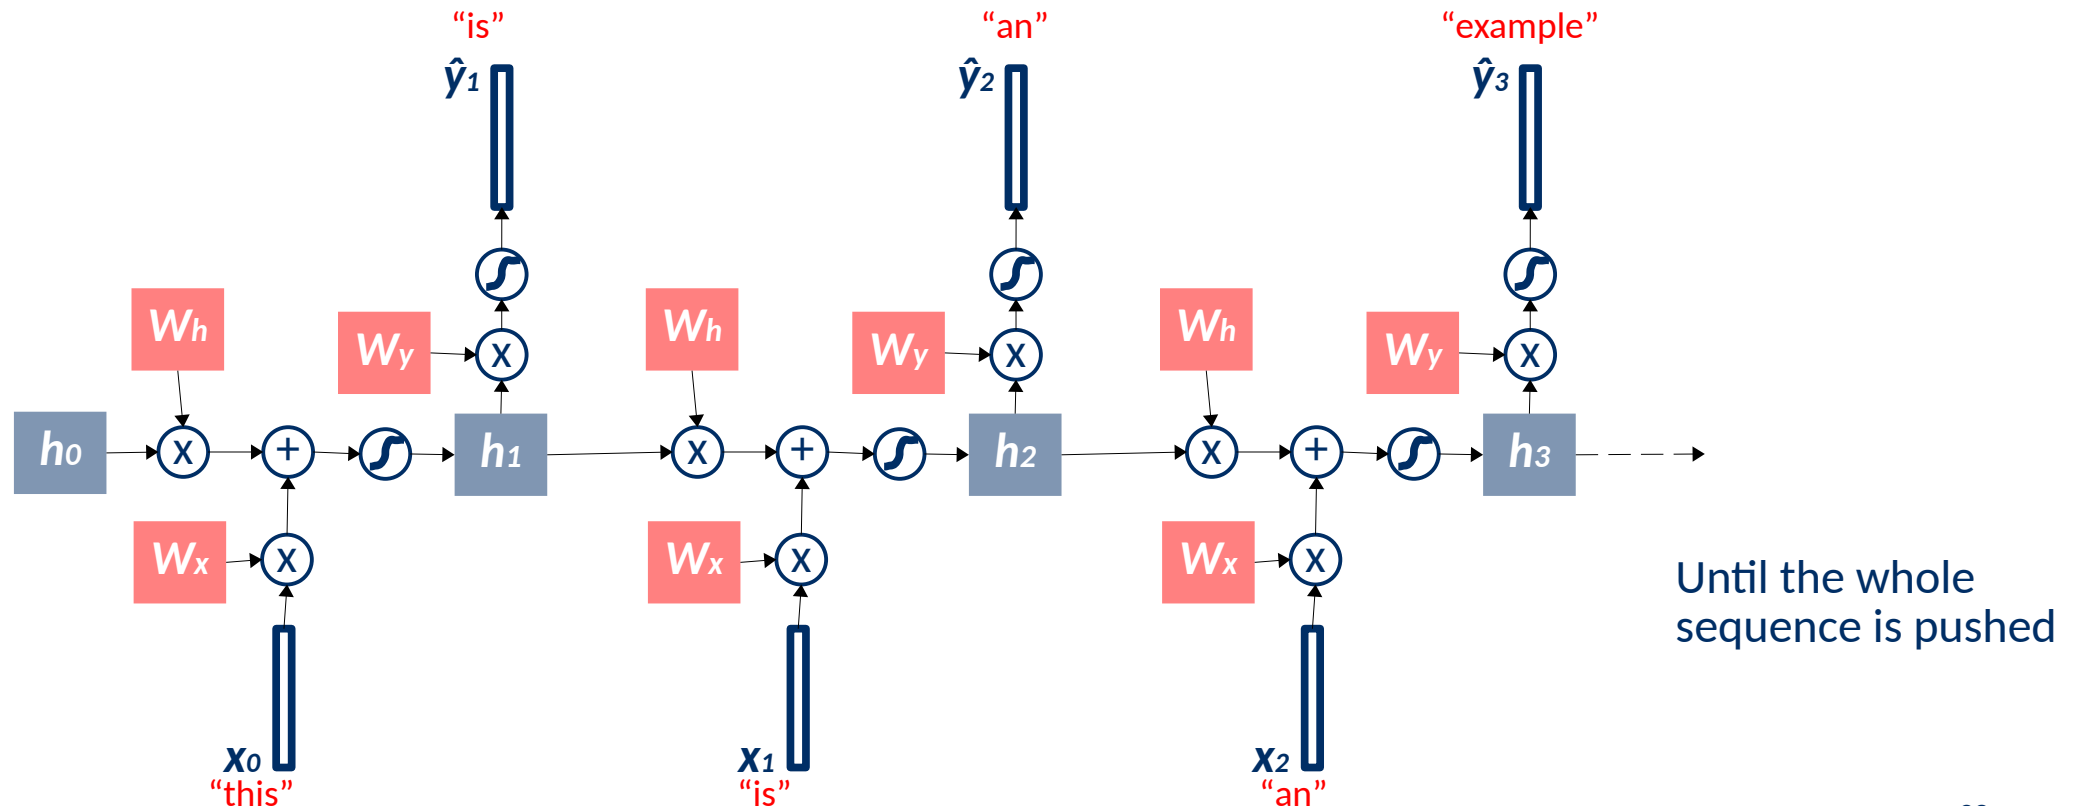 “is” “an” “example”
ŷ1 ŷ2 ŷ3
Wh Wy Wh Wy Wh Wy
h0 x + h1 x x + h2 x x + h3 x
Wx x Wx x Wx x
Until the whole
sequence is pushed
x0 x1 x2
“this” “is” “an”